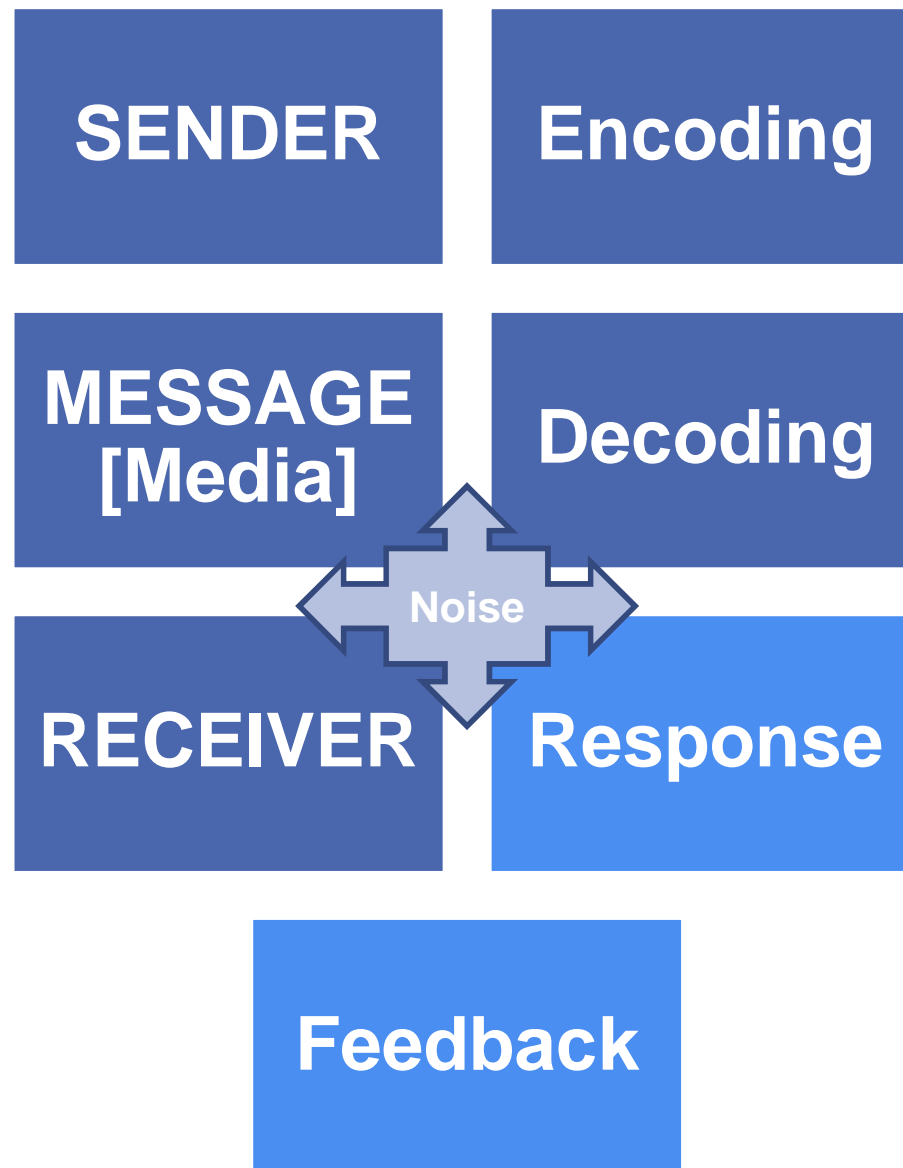 SENDER
Encoding
MESSAGE
[Media]
Decoding
Noise
RECEIVER
Response
Feedback